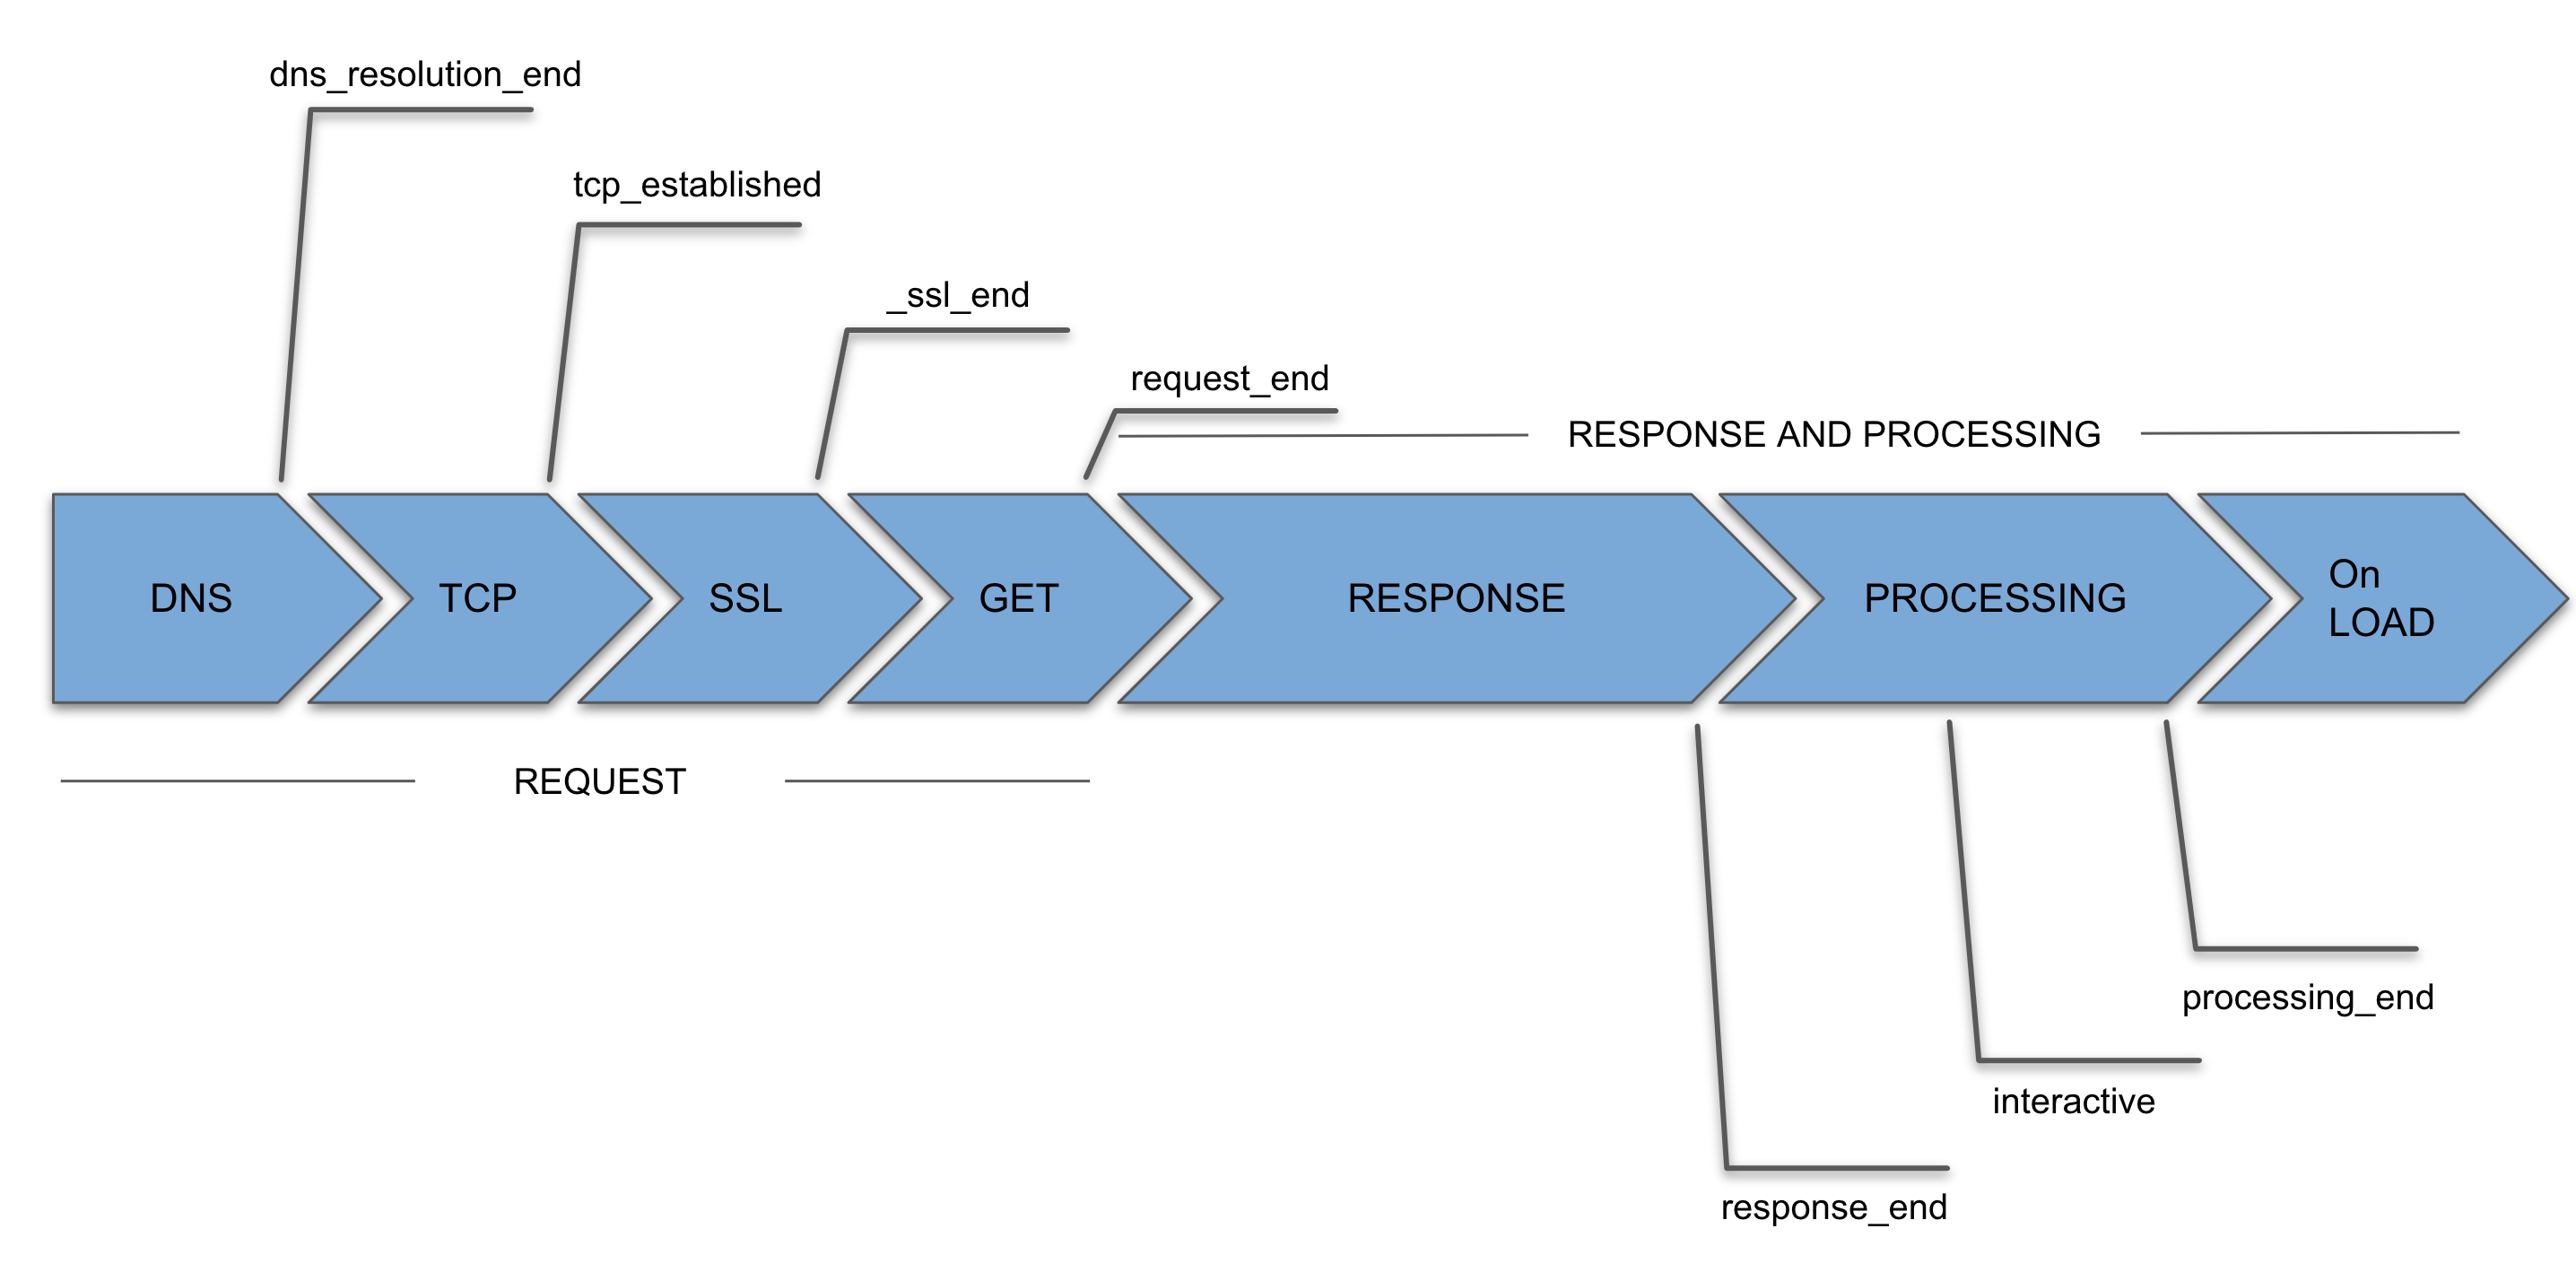 dns_resolution_end
tcp_established
_ssl_end
request_end
RESPONSE AND PROCESSING
DNS
TCP
SSL
GET
RESPONSE
PROCESSING
On
LOAD
REQUEST
processing_end
interactive
response_end